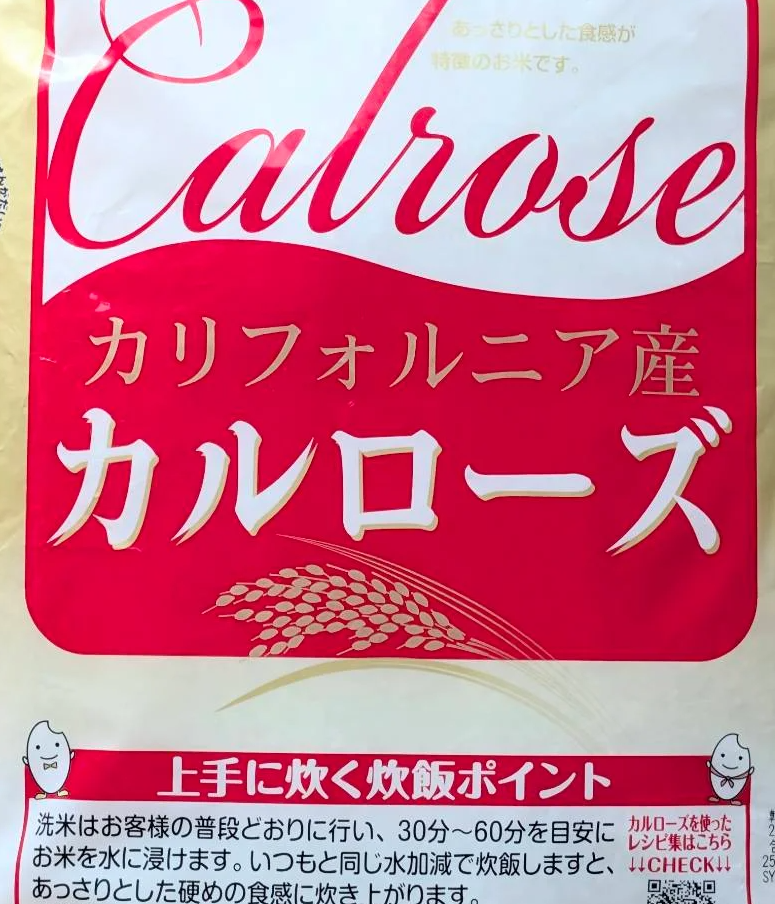 あっさりとした食感が
特徴のお米です。
Calrose
カリフォルニア産
カルローズ
上手に炊く炊飯ポイント
洗米はお客様の普段どおりに行い、30分～60分を目安に
お米を水に浸けます。いつもと同じ水加減で炊飯しますと、
あっさりとした硬めの食感に炊き上がります。
カルローズを使った
レシピ集はこちら
↓↓CHECK↓↓